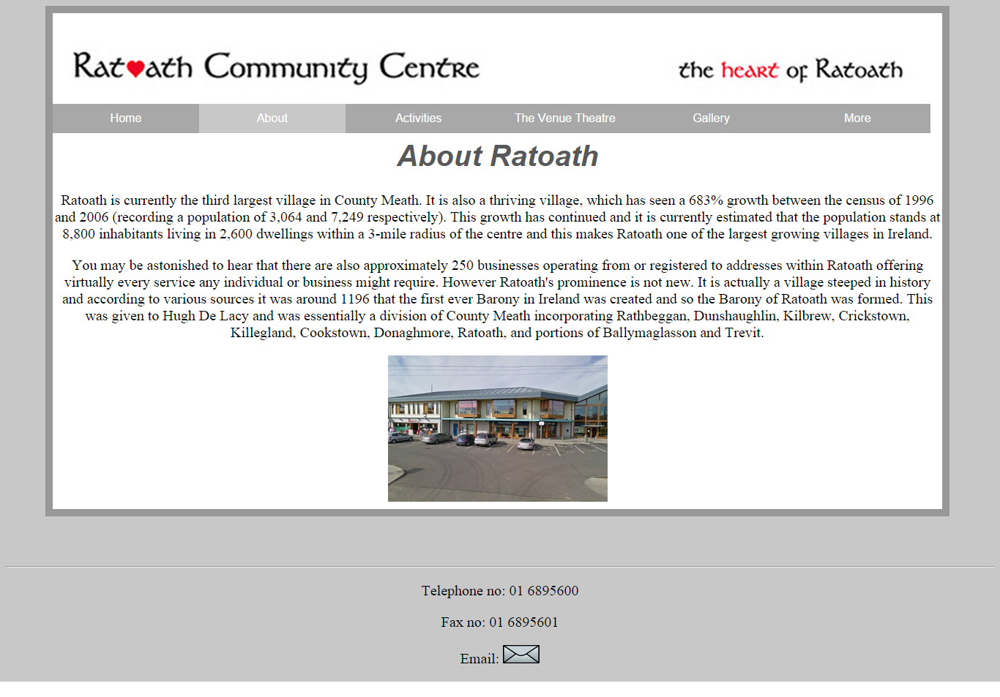 Ratoath Community Centre
the heart of Ratoath
Home About Activities The Venue Theatre Gallery More
About Ratoath
Ratoath is currently the third largest village in County Meath. It is also a thriving village, which has seen a 683% growth between the census of 1996
and 2006 (recording a population of 3,064 and 7,249 respectively). This growth has continued and it is currently estimated that the population stands at
8,800 inhabitants living in 2,600 dwellings within a 3-mile radius of the centre and this makes Ratoath one of the largest growing villages in Ireland.
You may be astonished to hear that there are also approximately 250 businesses operating from or registered to addresses within Ratoath offering
virtually every service any individual or business might require. However Ratoath's prominence is not new. It is actually a village steeped in history
and according to various sources it was around 1196 that the first ever Barony in Ireland was created and so the Barony of Ratoath was formed. This
was given to Hugh De Lacy and was essentially a division of County Meath incorporating Rathbeggan, Dunshaughlin, Kilbrew, Crickstown,
Killegland, Cookstown, Donaghmore, Ratoath, and portions of Ballymaglasson and Trevit.
Telephone no: 01 6895600
Fax no: 01 6895601
Email: